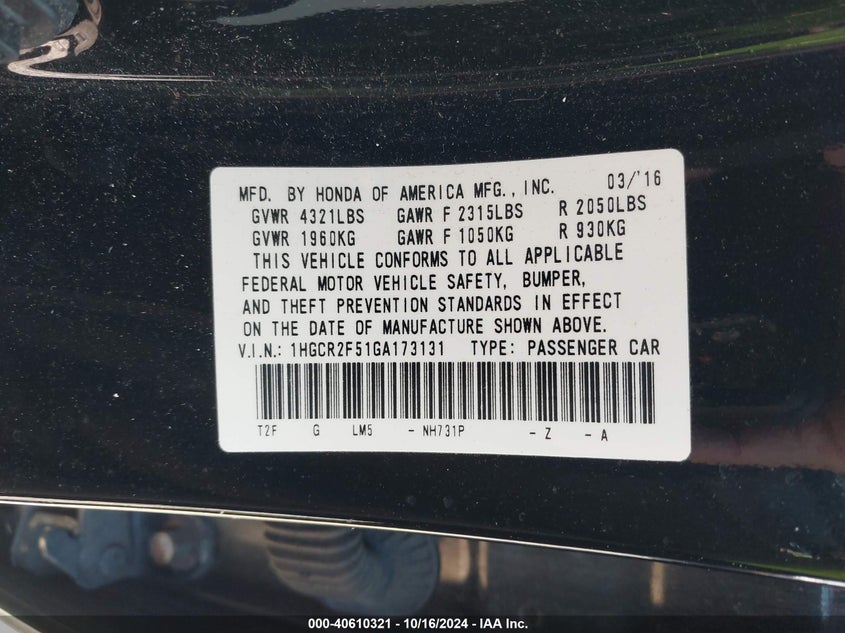 MFD. BY HONDA OF AMERICA MFG., INC. 03/'16
GVWR 4321LBS GAWR F 2315LBS R 2050LBS
GVWR 1960KG GAWR F 1050KG R 930KG
THIS VEHICLE CONFORMS TO ALL APPLICABLE
FEDERAL MOTOR VEHICLE SAFETY, BUMPER,
AND THEFT PREVENTION STANDARDS IN EFFECT
ON THE DATE OF MANUFACTURE SHOWN ABOVE.
V.I.N.: 1HGCR2F51GA173131 TYPE: PASSENGER CAR
T2F G LM5 - NH731P - Z - A
000-40610321 - 10/16/2024 - IAA Inc.